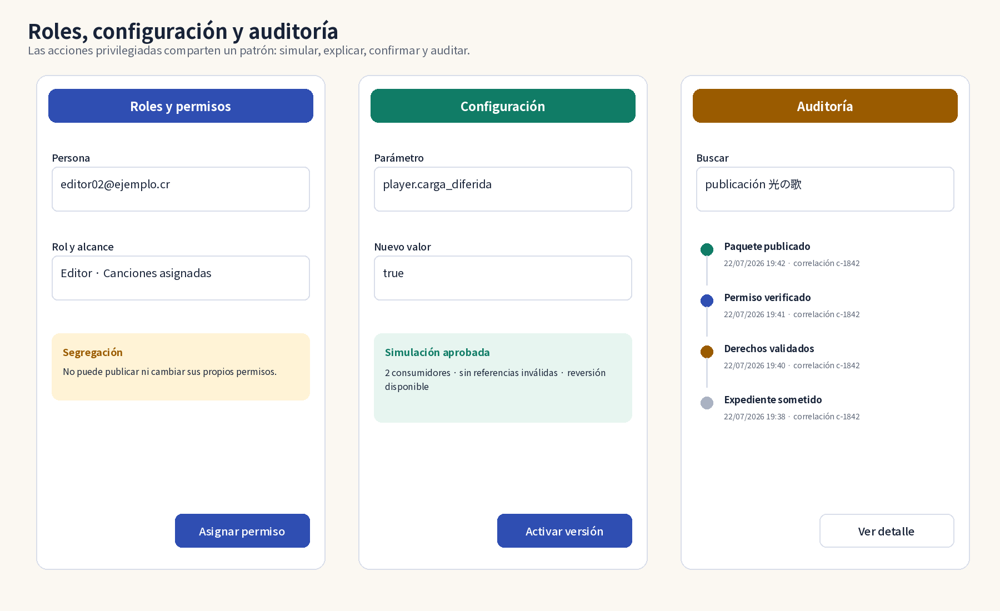 Roles, configuración y auditoría
Las acciones privilegiadas comparten un patrón: simular, explicar, confirmar y auditar.
Roles y permisos
Persona
editor02@ejemplo.cr
Rol y alcance
Editor · Canciones asignadas
Segregación
No puede publicar ni cambiar sus propios permisos.
Asignar permiso
Configuración
Parámetro
player.carga_diferida
Nuevo valor
true
Simulación aprobada
2 consumidores · sin referencias inválidas · reversión
disponible
Activar versión
Auditoría
Buscar
publicación 光の歌
Paquete publicado
22/07/2026 19:42 · correlación c-1842
Permiso verificado
22/07/2026 19:41 · correlación c-1842
Derechos validados
22/07/2026 19:40 · correlación c-1842
Expediente sometido
22/07/2026 19:38 · correlación c-1842
Ver detalle